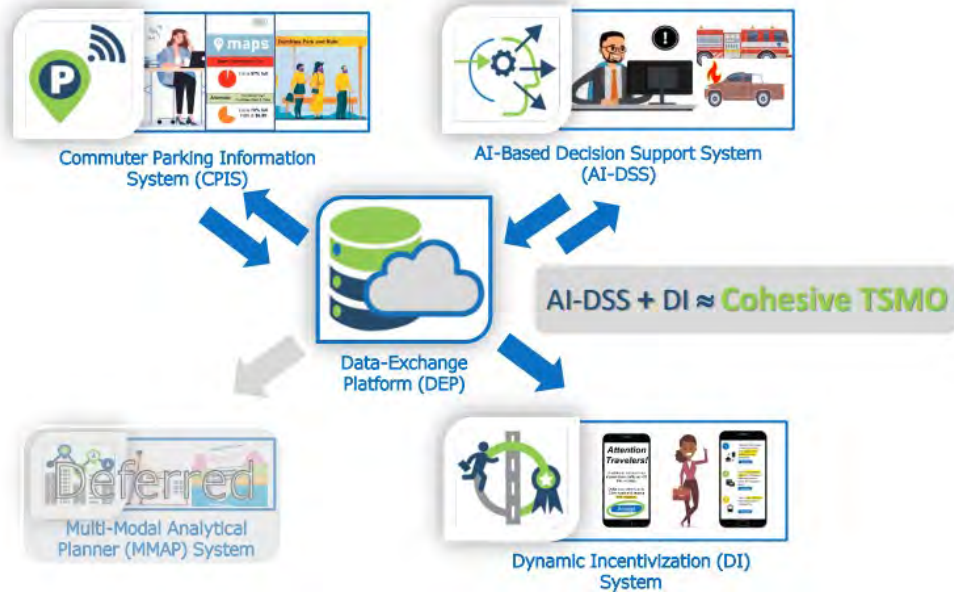 P
maps
Commuter Parking Information
System (CPIS)
!
AI-Based Decision Support System
(AI-DSS)
AI-DSS + DI ≈ Cohesive TSMO
Data-Exchange
Platform (DEP)
Deferred
Multi-Modal Analytical
Planner (MMAP) System
Attention
Travelers!
Dynamic Incentivization (DI)
System